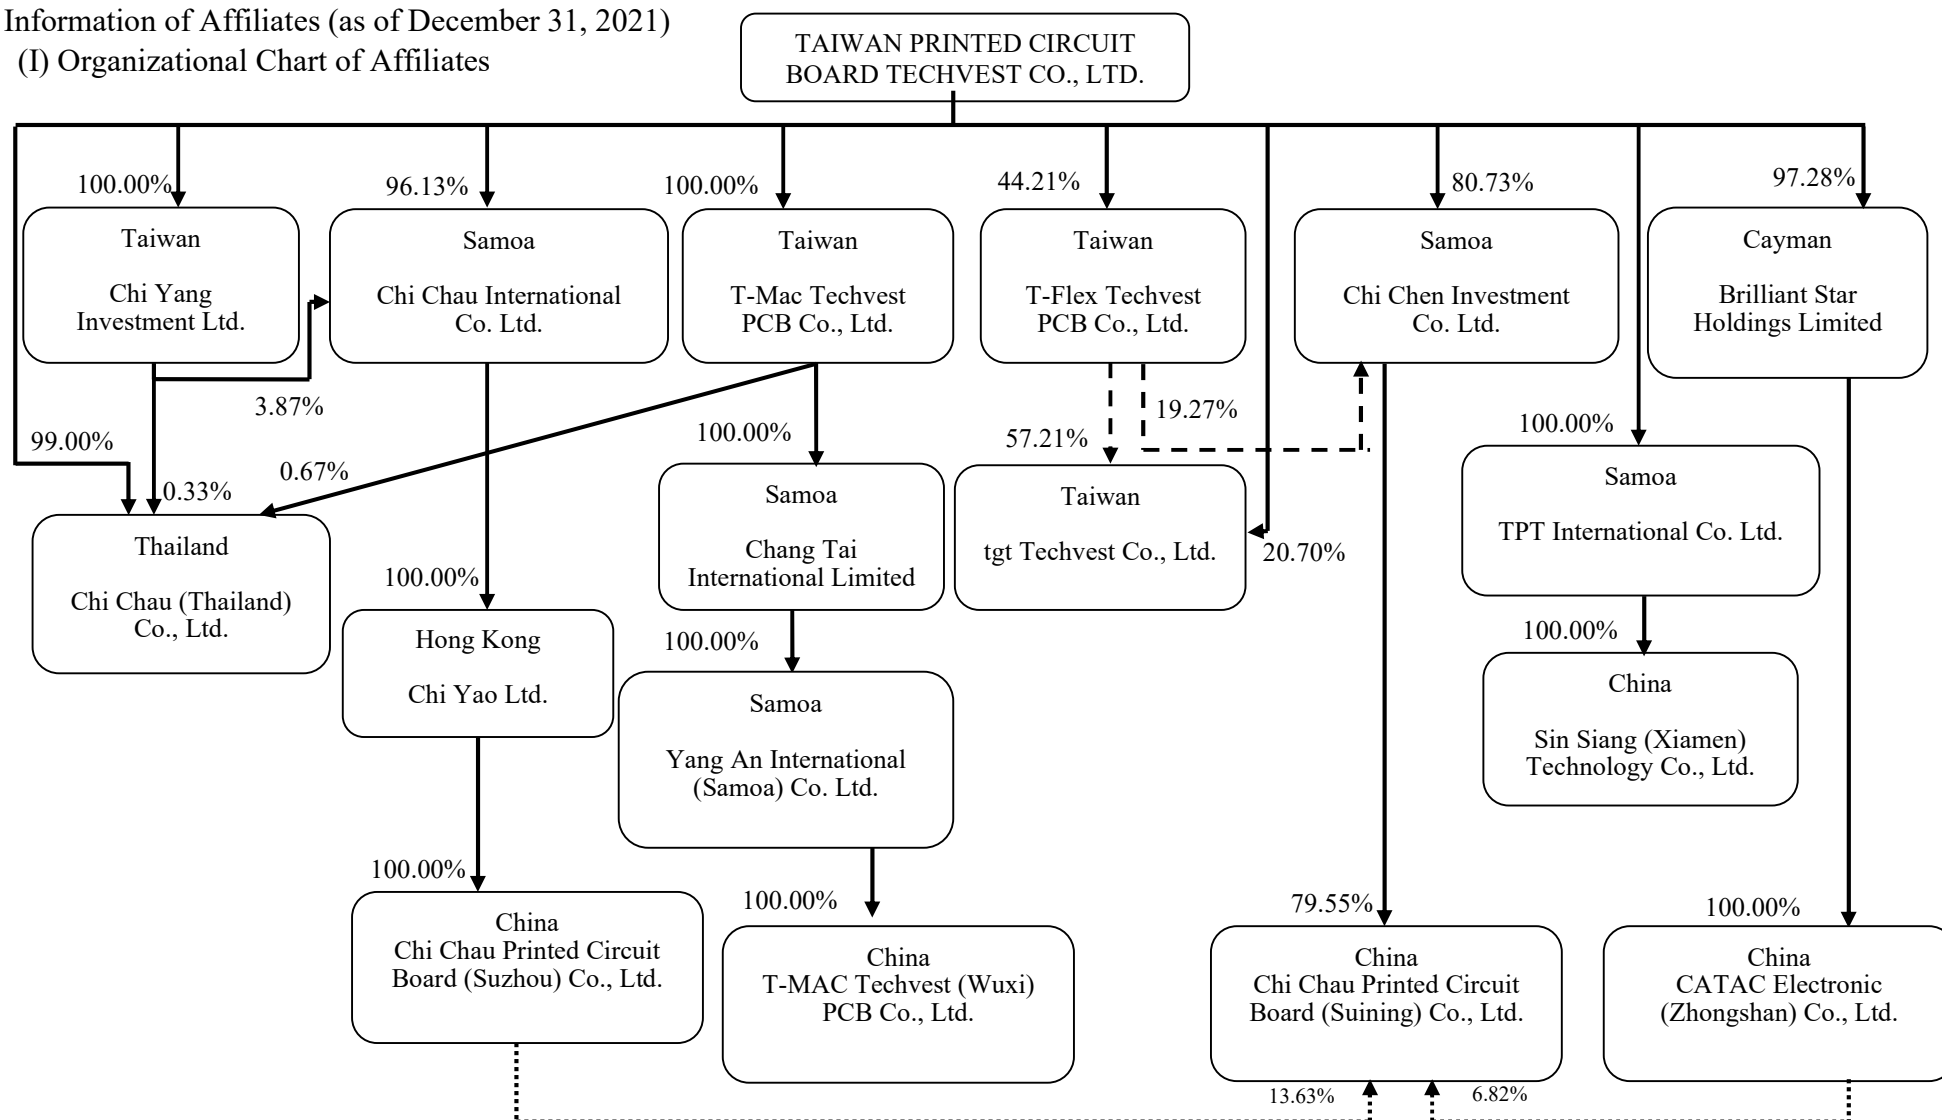 Information of Affiliates (as of December 31, 2021)
(I) Organizational Chart of Affiliates
TAIWAN PRINTED CIRCUIT
BOARD TECHVEST CO., LTD.
100.00%
96.13%
100.00%
44.21%
80.73%
97.28%
Taiwan
Chi Yang
Investment Ltd.
Samoa
Chi Chau International
Co. Ltd.
Taiwan
T-Mac Techvest
PCB Co., Ltd.
Taiwan
T-Flex Techvest
PCB Co., Ltd.
Samoa
Chi Chen Investment
Co. Ltd.
Cayman
Brilliant Star
Holdings Limited
3.87%
99.00%
0.33%
0.67%
100.00%
57.21%
19.27%
100.00%
Thailand
Chi Chau (Thailand)
Co., Ltd.
100.00%
Samoa
Chang Tai
International Limited
Taiwan
tgt Techvest Co., Ltd.
20.70%
Samoa
TPT International Co. Ltd.
Hong Kong
Chi Yao Ltd.
100.00%
Samoa
Yang An International
(Samoa) Co. Ltd.
100.00%
China
Sin Siang (Xiamen)
Technology Co., Ltd.
100.00%
100.00%
79.55%
100.00%
China
Chi Chau Printed Circuit
Board (Suzhou) Co., Ltd.
China
T-MAC Techvest (Wuxi)
PCB Co., Ltd.
China
Chi Chau Printed Circuit
Board (Suining) Co., Ltd.
China
CATAC Electronic
(Zhongshan) Co., Ltd.
13.63%
6.82%